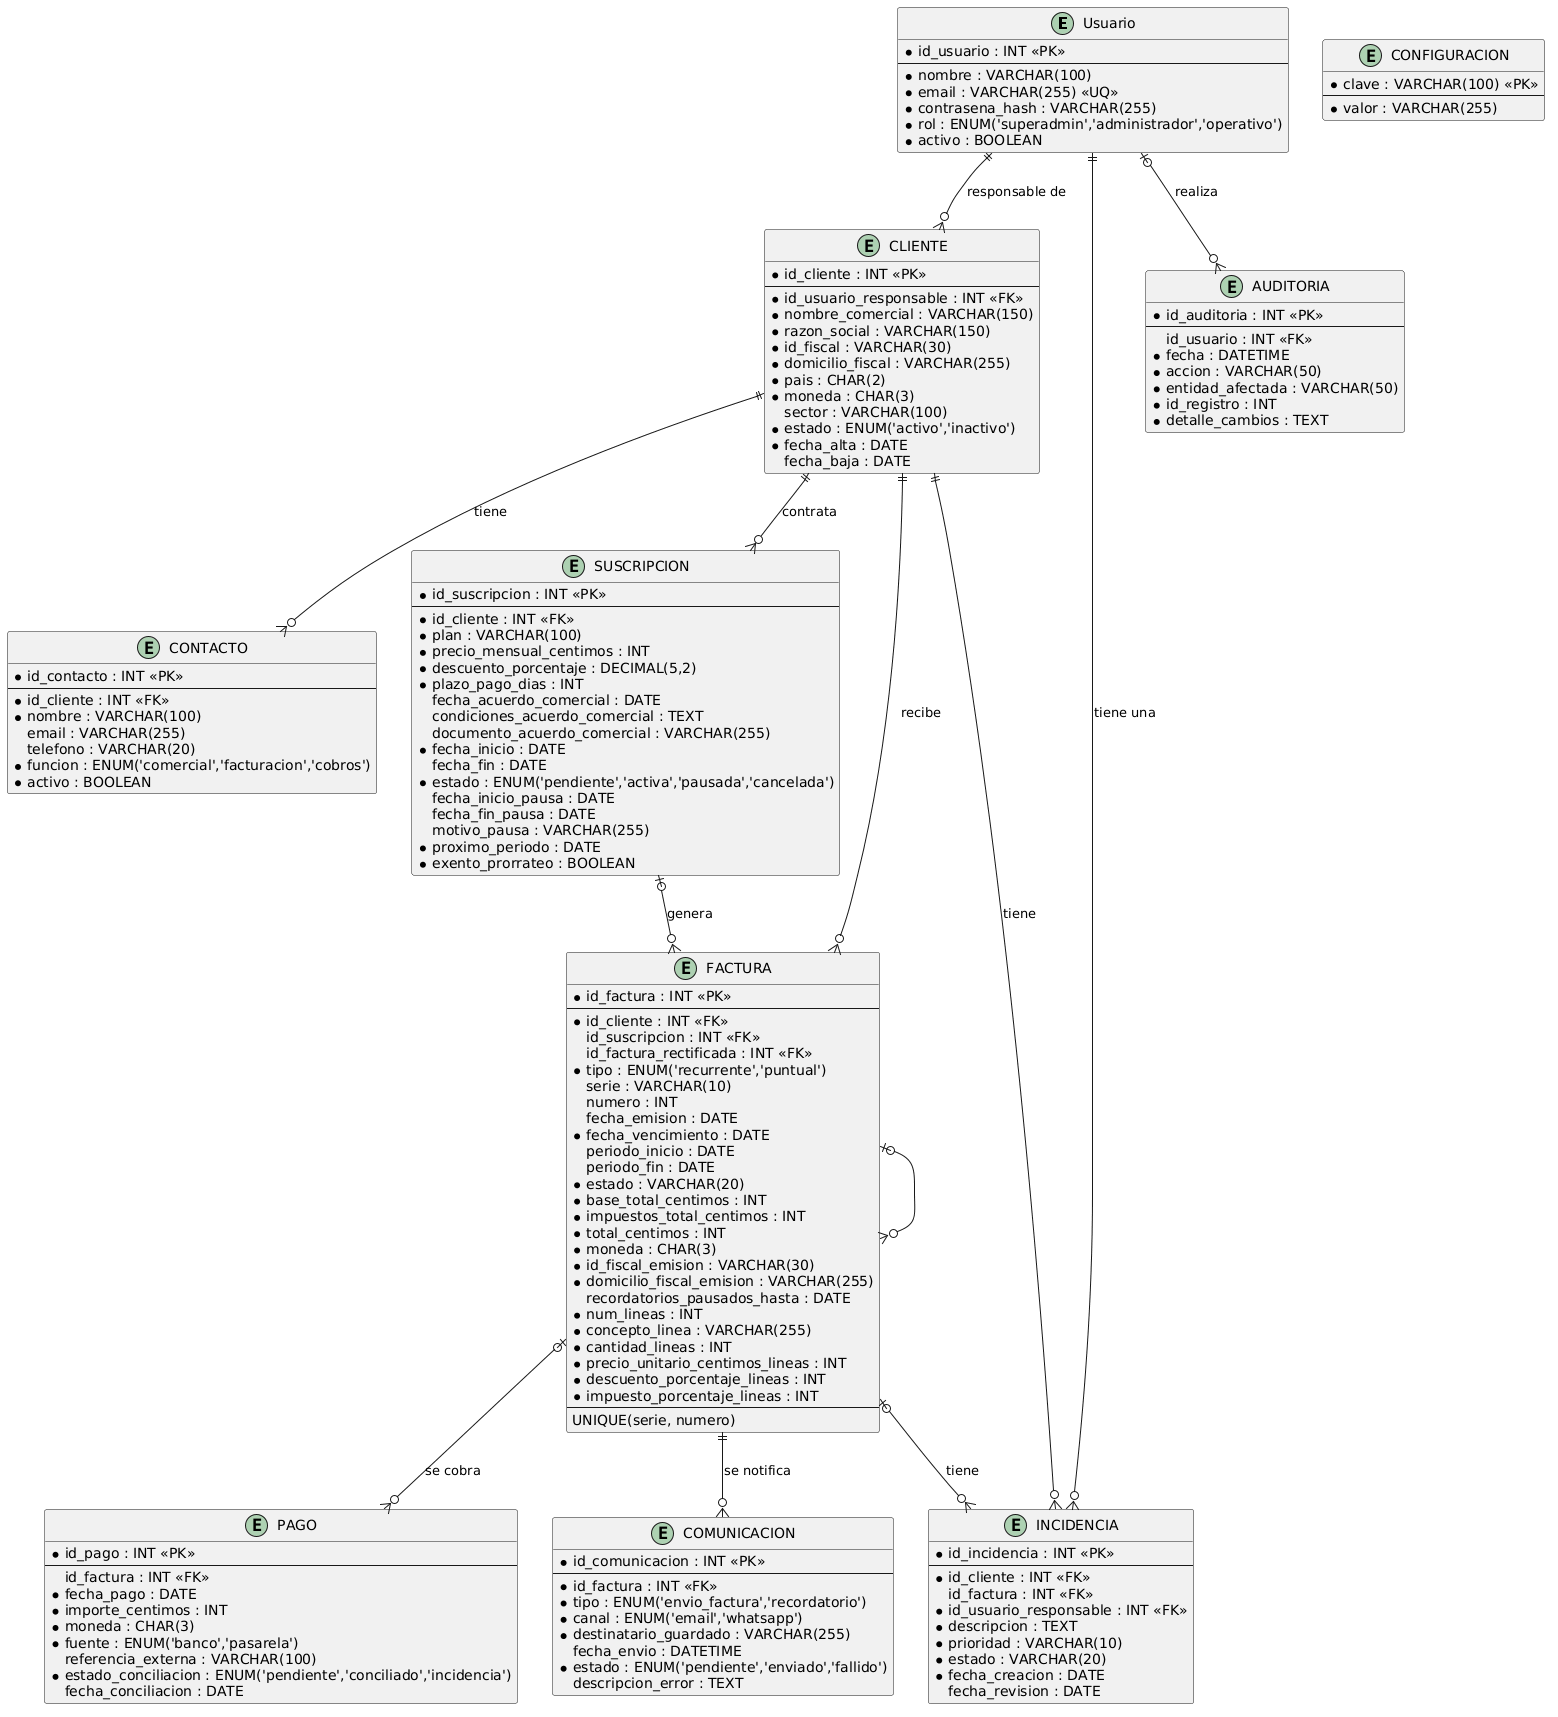 E Usuario
* id_usuario : INT «PK»
* nombre : VARCHAR(100)
* email : VARCHAR(255) «UQ»
* contrasena_hash : VARCHAR(255)
* rol : ENUM('superadmin','administrador','operativo')
* activo : BOOLEAN
E CONFIGURACION
* clave : VARCHAR(100) «PK»
* valor : VARCHAR(255)
responsable de
realiza
E CLIENTE
* id_cliente : INT «PK»
* id_usuario_responsable : INT «FK»
* nombre_comercial : VARCHAR(150)
* razon_social : VARCHAR(150)
* id_fiscal : VARCHAR(30)
* domicilio_fiscal : VARCHAR(255)
* pais : CHAR(2)
* moneda : CHAR(3)
sector : VARCHAR(100)
* estado : ENUM('activo','inactivo')
* fecha_alta : DATE
fecha_baja : DATE
E AUDITORIA
* id_auditoria : INT «PK»
id_usuario : INT «FK»
* fecha : DATETIME
* accion : VARCHAR(50)
* entidad_afectada : VARCHAR(50)
* id_registro : INT
* detalle_cambios : TEXT
tiene
contrata
E CONTACTO
* id_contacto : INT «PK»
* id_cliente : INT «FK»
* nombre : VARCHAR(100)
email : VARCHAR(255)
telefono : VARCHAR(20)
* funcion : ENUM('comercial','facturacion','cobros')
* activo : BOOLEAN
E SUSCRIPCION
* id_suscripcion : INT «PK»
* id_cliente : INT «FK»
* plan : VARCHAR(100)
* precio_mensual_centimos : INT
* descuento_porcentaje : DECIMAL(5,2)
* plazo_pago_dias : INT
fecha_acuerdo_comercial : DATE
condiciones_acuerdo_comercial : TEXT
documento_acuerdo_comercial : VARCHAR(255)
* fecha_inicio : DATE
fecha_fin : DATE
* estado : ENUM('pendiente','activa','pausada','cancelada')
fecha_inicio_pausa : DATE
fecha_fin_pausa : DATE
motivo_pausa : VARCHAR(255)
* proximo_periodo : DATE
* exento_prorrateo : BOOLEAN
recibe
tiene una
genera
tiene
E FACTURA
* id_factura : INT «PK»
* id_cliente : INT «FK»
id_suscripcion : INT «FK»
id_factura_rectificada : INT «FK»
* tipo : ENUM('recurrente','puntual')
serie : VARCHAR(10)
numero : INT
fecha_emision : DATE
* fecha_vencimiento : DATE
periodo_inicio : DATE
periodo_fin : DATE
* estado : VARCHAR(20)
* base_total_centimos : INT
* impuestos_total_centimos : INT
* total_centimos : INT
* moneda : CHAR(3)
* id_fiscal_emision : VARCHAR(30)
* domicilio_fiscal_emision : VARCHAR(255)
recordatorios_pausados_hasta : DATE
* num_lineas : INT
* concepto_linea : VARCHAR(255)
* cantidad_lineas : INT
* precio_unitario_centimos_lineas : INT
* descuento_porcentaje_lineas : INT
* impuesto_porcentaje_lineas : INT
UNIQUE(serie, numero)
se cobra
se notifica
tiene
E PAGO
* id_pago : INT «PK»
id_factura : INT «FK»
* fecha_pago : DATE
* importe_centimos : INT
* moneda : CHAR(3)
* fuente : ENUM('banco','pasarela')
referencia_externa : VARCHAR(100)
* estado_conciliacion : ENUM('pendiente','conciliado','incidencia')
fecha_conciliacion : DATE
E COMUNICACION
* id_comunicacion : INT «PK»
* id_factura : INT «FK»
* tipo : ENUM('envio_factura','recordatorio')
* canal : ENUM('email','whatsapp')
* destinatario_guardado : VARCHAR(255)
fecha_envio : DATETIME
* estado : ENUM('pendiente','enviado','fallido')
descripcion_error : TEXT
E INCIDENCIA
* id_incidencia : INT «PK»
* id_cliente : INT «FK»
id_factura : INT «FK»
* id_usuario_responsable : INT «FK»
* descripcion : TEXT
* prioridad : VARCHAR(10)
* estado : VARCHAR(20)
* fecha_creacion : DATE
fecha_revision : DATE